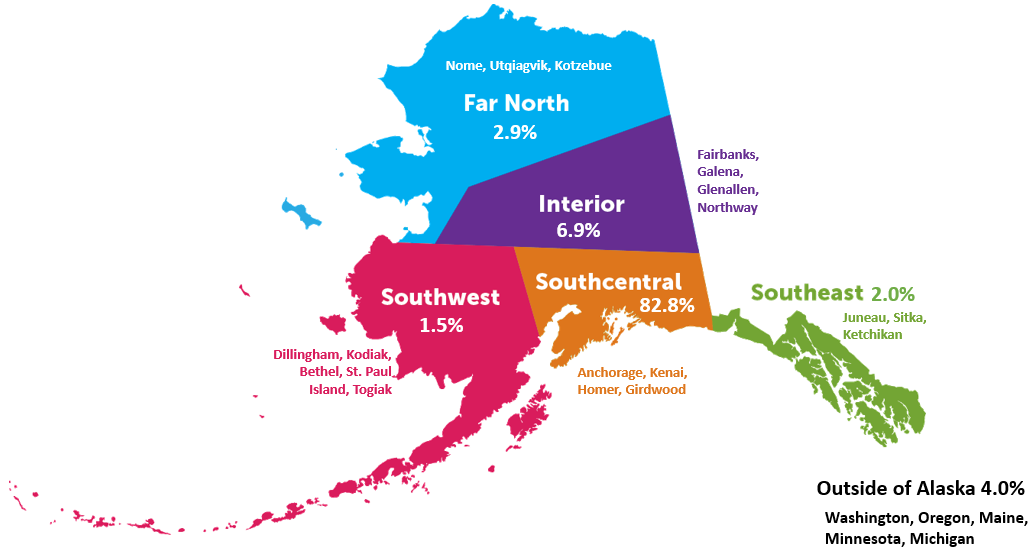 Nome, Utqiagvik, Kotzebue
Far North
2.9%
Fairbanks,
Galena,
Glenallen,
Northway
Interior
6.9%
Southwest
1.5%
Southcentral
82.8%
Southeast 2.0%
Juneau, Sitka,
Ketchikan
Dillingham, Kodiak,
Bethel, St. Paul
Island, Togiak
Anchorage, Kenai,
Homer, Girdwood
Outside of Alaska 4.0%
Washington, Oregon, Maine,
Minnesota, Michigan